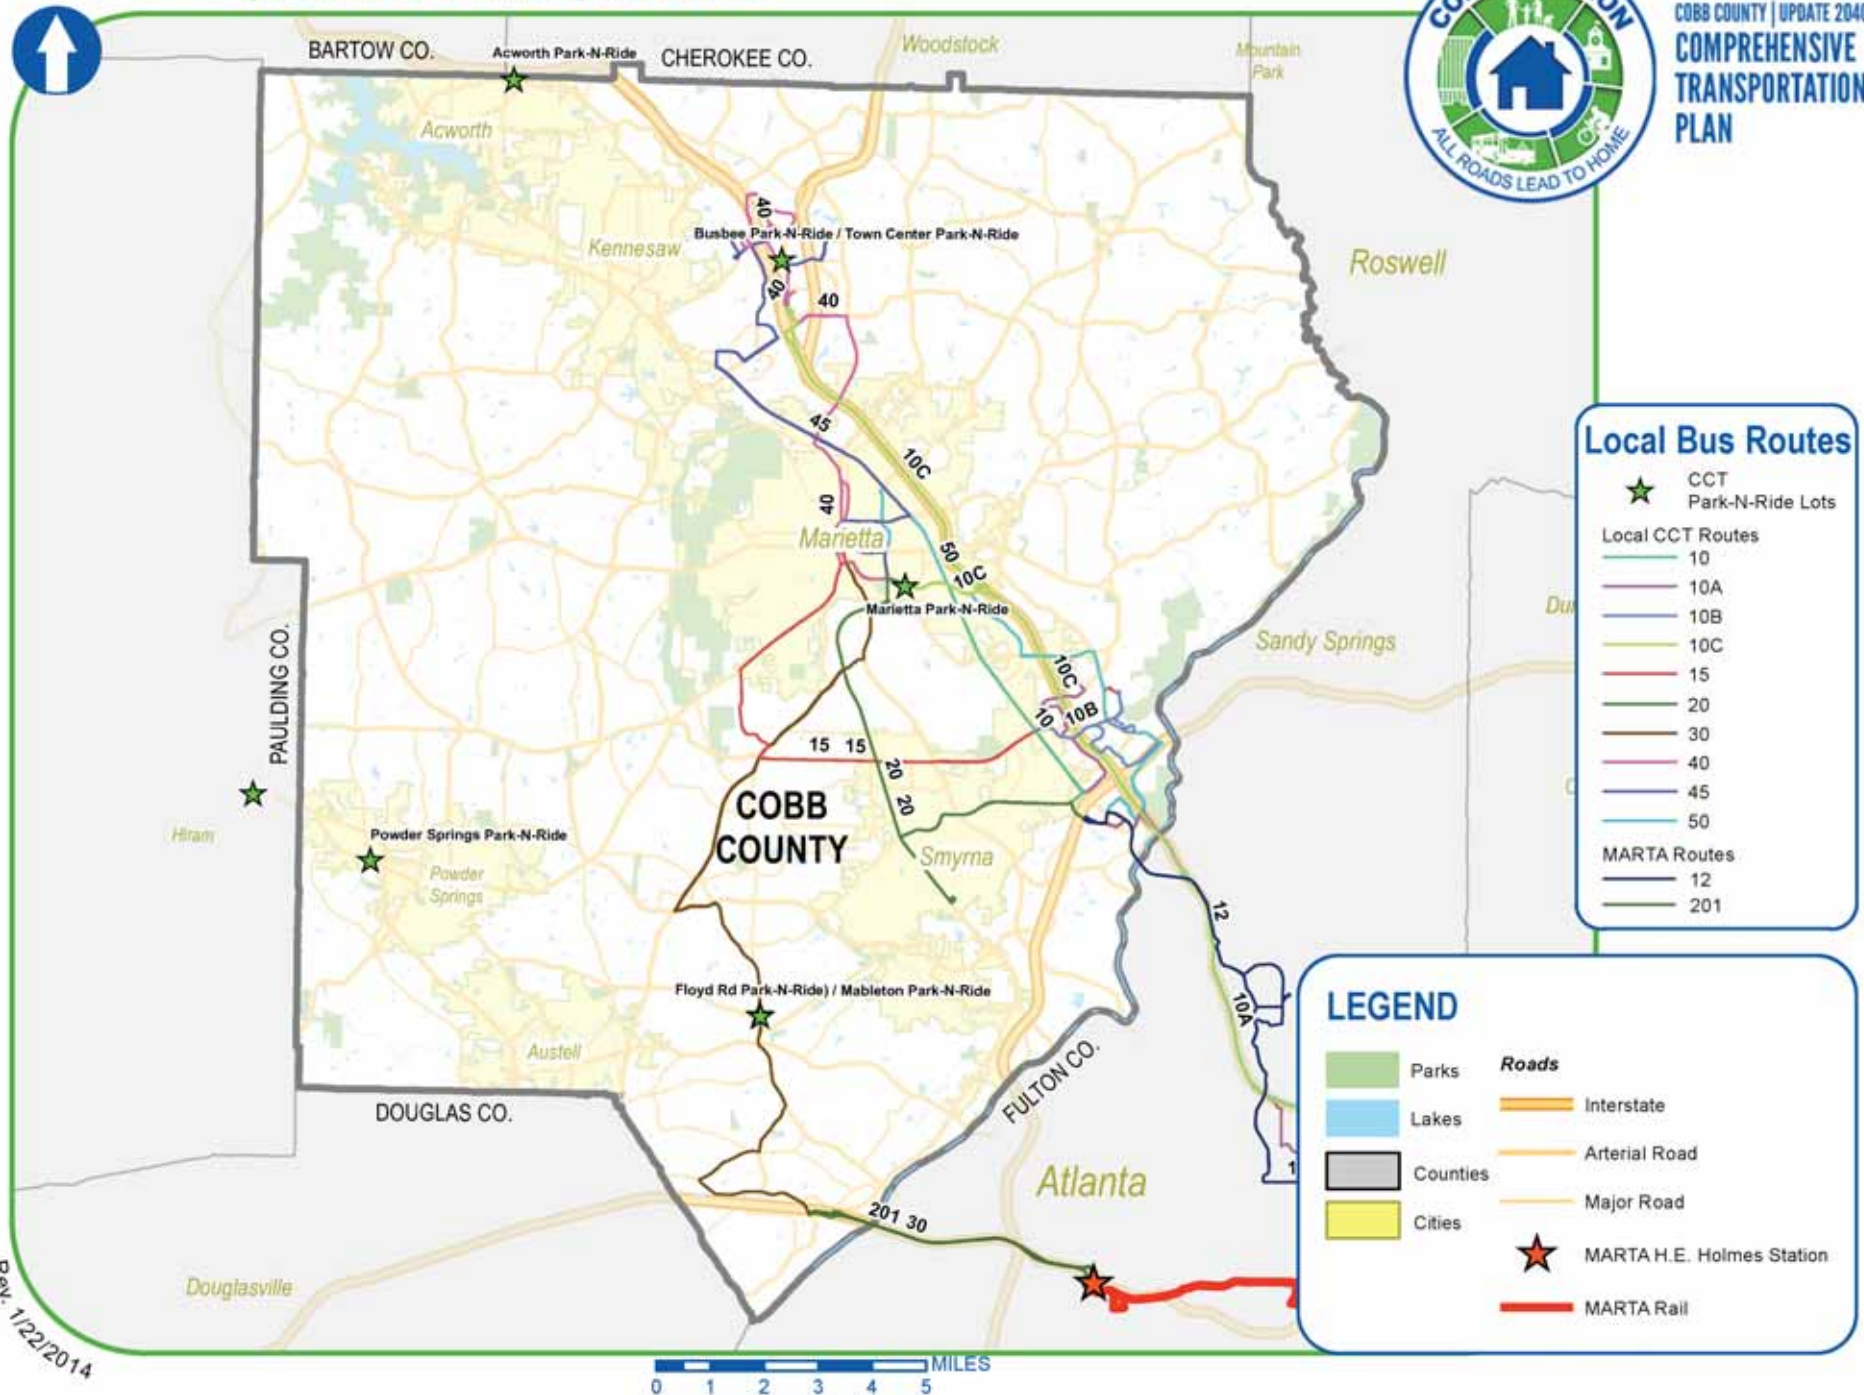 COBB COUNTY | UPDATE 2040
COMPREHENSIVE
TRANSPORTATION
PLAN
ALL ROADS LEAD TO HOME
BARTOW CO.
Acworth Park-N-Ride
CHEROKEE CO.
Woodstock
Mountain
Park
Acworth
40
Kennesaw
Busbee Park-N-Ride / Town Center Park-N-Ride
Roswell
40
40
45
10C
40
Marietta
50
10C
Marietta Park-N-Ride
Sandy Springs
PAULDING CO.
10C
10
10B
15 15
20
20
COBB
COUNTY
Hiram
Powder Springs Park-N-Ride
Powder
Springs
Smyrna
12
10A
Floyd Rd Park-N-Ride) / Mableton Park-N-Ride
Austell
DOUGLAS CO.
FULTON CO.
Atlanta
201 30
Douglasville
Rev. 1/22/2014
MILES
0 1 2 3 4 5
Local Bus Routes
CCT
Park-N-Ride Lots
Local CCT Routes
10
10A
10B
10C
15
20
30
40
45
50
MARTA Routes
12
201
LEGEND
Parks
Lakes
Counties
Cities
Roads
Interstate
Arterial Road
Major Road
MARTA H.E. Holmes Station
MARTA Rail